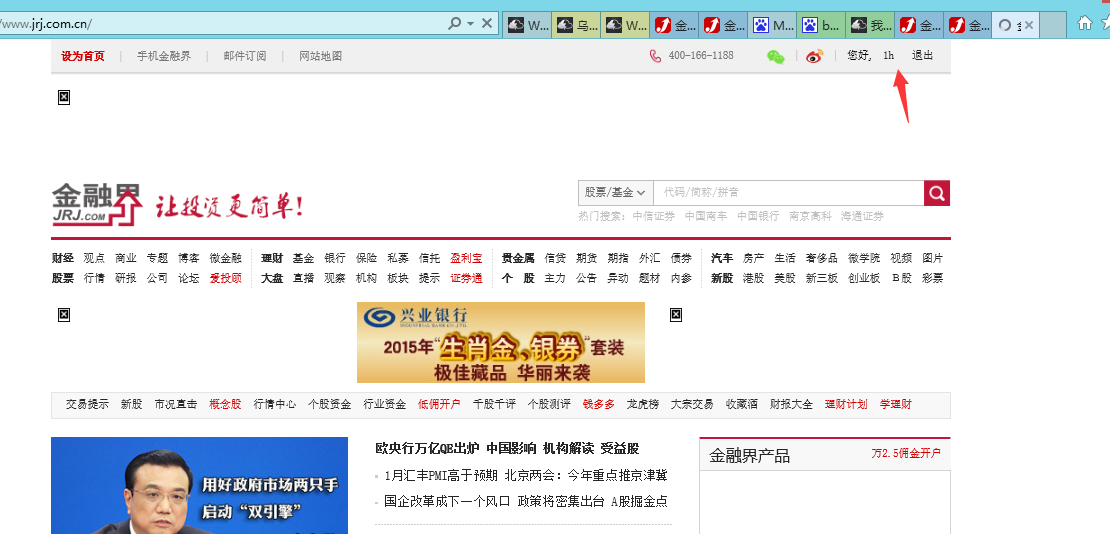 www.jrj.com.cn/
W... 乌... W... 金... 金... M... b... 我... 金... 金...
设为首页 | 手机金融界 | 邮件订阅 | 网站地图 400-166-1188 | | 您好, 1h 退出
金融界 JRJ.COM 让投资更简单!
股票/基金 代码/简称/拼音
热门搜索: 中信证券 中国南车 中国银行 南京高科 海通证券
财经 观点 商业 专题 博客 微金融 理财 基金 银行 保险 私募 信托 盈利宝 贵金属 信贷 期货 期指 外汇 债券 汽车 房产 生活 奢侈品 微学院 视频 图片
股票 行情 研报 公司 论坛 爱投顾 大盘 直播 观察 机构 板块 提示 证券通 个 股 主力 公告 异动 题材 内参 新股 港股 美股 新三板 创业板 B股 彩票
兴业银行
INDUSTRIAL BANK CO.,LTD.
2015年“生肖金、银券”套装
极佳藏品 华丽来袭
交易提示 新股 市况直击 概念股 行情中心 个股资金 行业资金 低佣开户 千股千评 个股测评 钱多多 龙虎榜 大宗交易 收藏酒 财报大全 理财计划 学理财
用好政府市场两只手
启动“双引擎”
欧央行万亿QE出炉 中国影响 机构解读 受益股
1月汇丰PMI高于预期 北京两会: 今年重点推京津冀
国企改革成下一个风口 政策将密集出台 A股掘金点
金融界产品 万2.5佣金开户